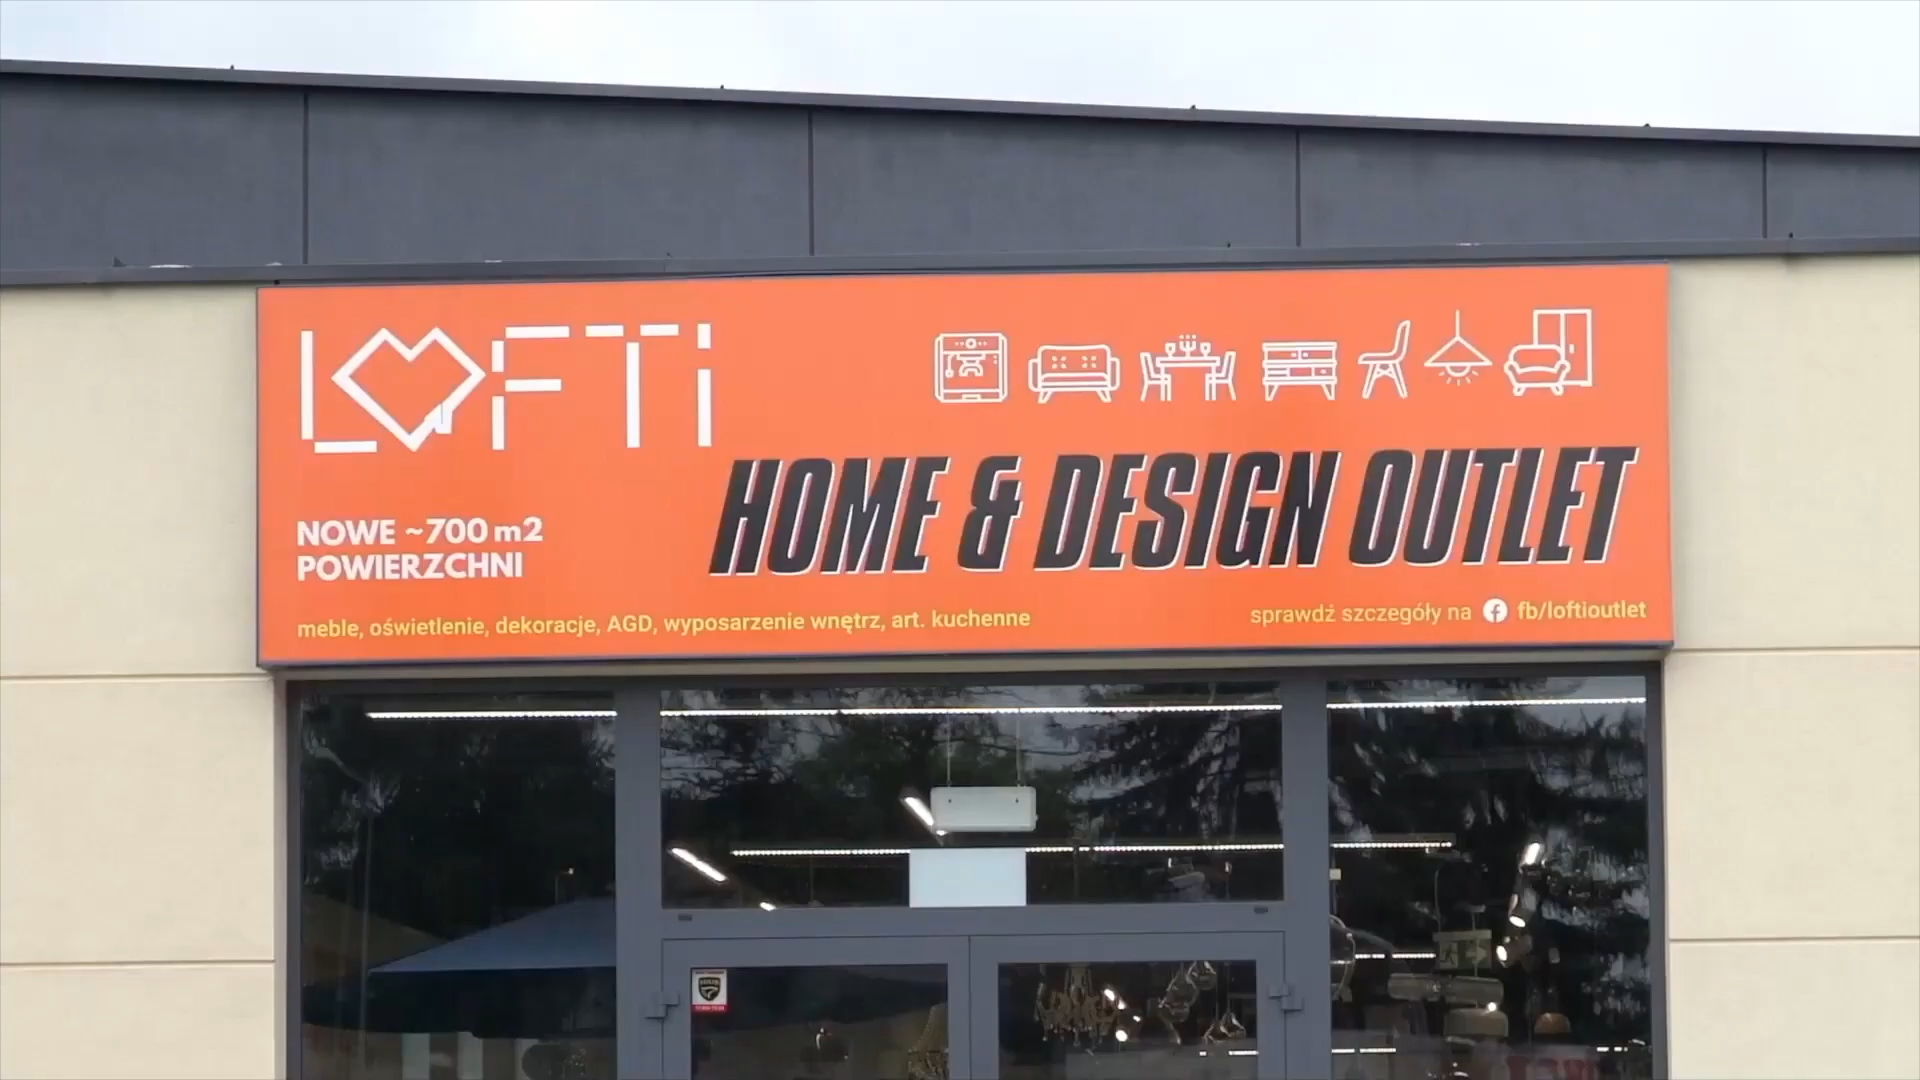 LOFTi
HOME & DESIGN OUTLET
NOWE ~700 m2
POWIERZCHNI
meble, oświetlenie, dekoracje, AGD, wyposarzenie wnętrz, art. kuchenne
sprawdź szczegóły na fb/loftioutlet